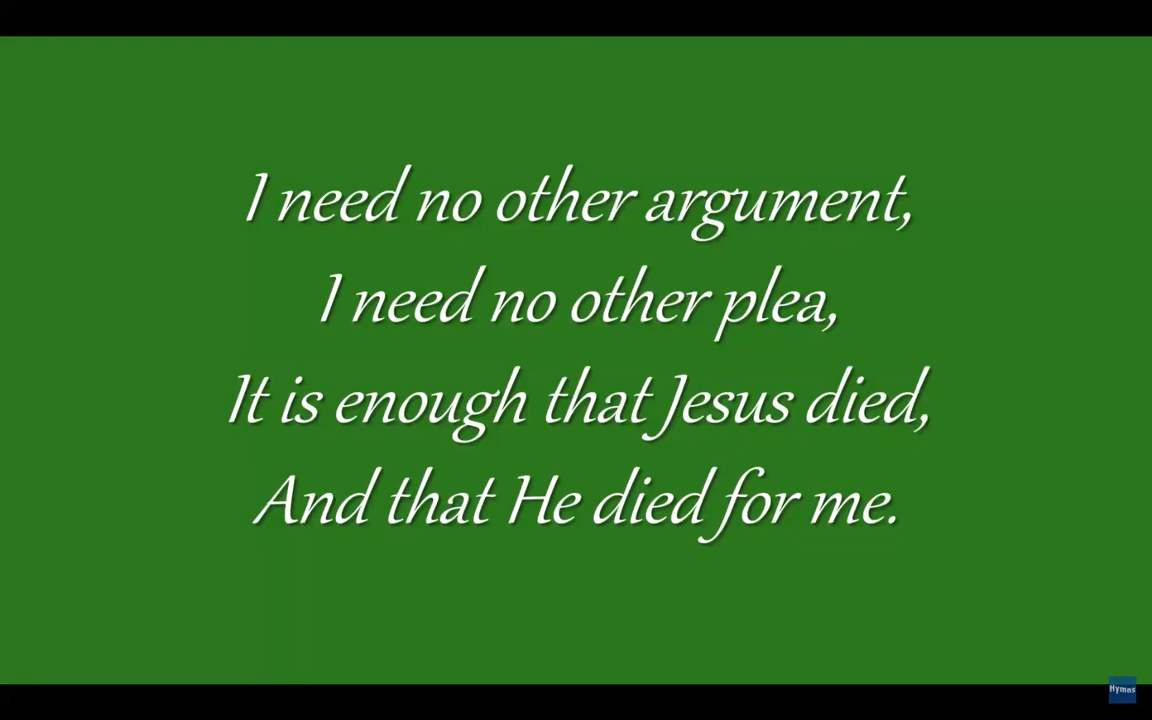 I need no other argument,
I need no other plea,
It is enough that Jesus died,
And that He died for me.
Hymns